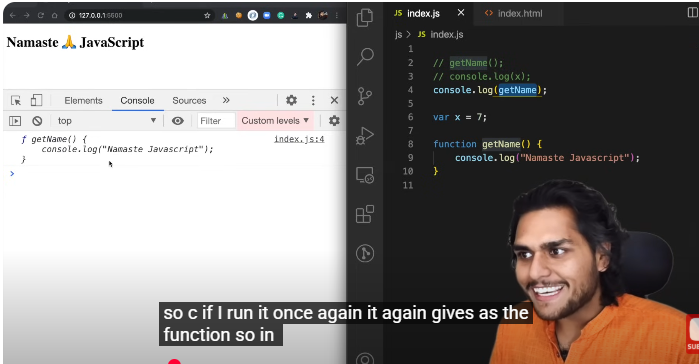 127.0.0.1:5500
Namaste 🙏 JavaScript
Elements Console Sources »
top Filter Custom levels
f getName() { index.js:4
console.log("Namaste Javascript");
}
>
JS index.js × <> index.html
js > JS index.js
1
2 // getName();
3 // console.log(x);
4 console.log(getName);
5
6 var x = 7;
7
8 function getName() {
9 console.log("Namaste Javascript");
10 }
11
so c if I run it once again it again gives as the
function so in
SUB